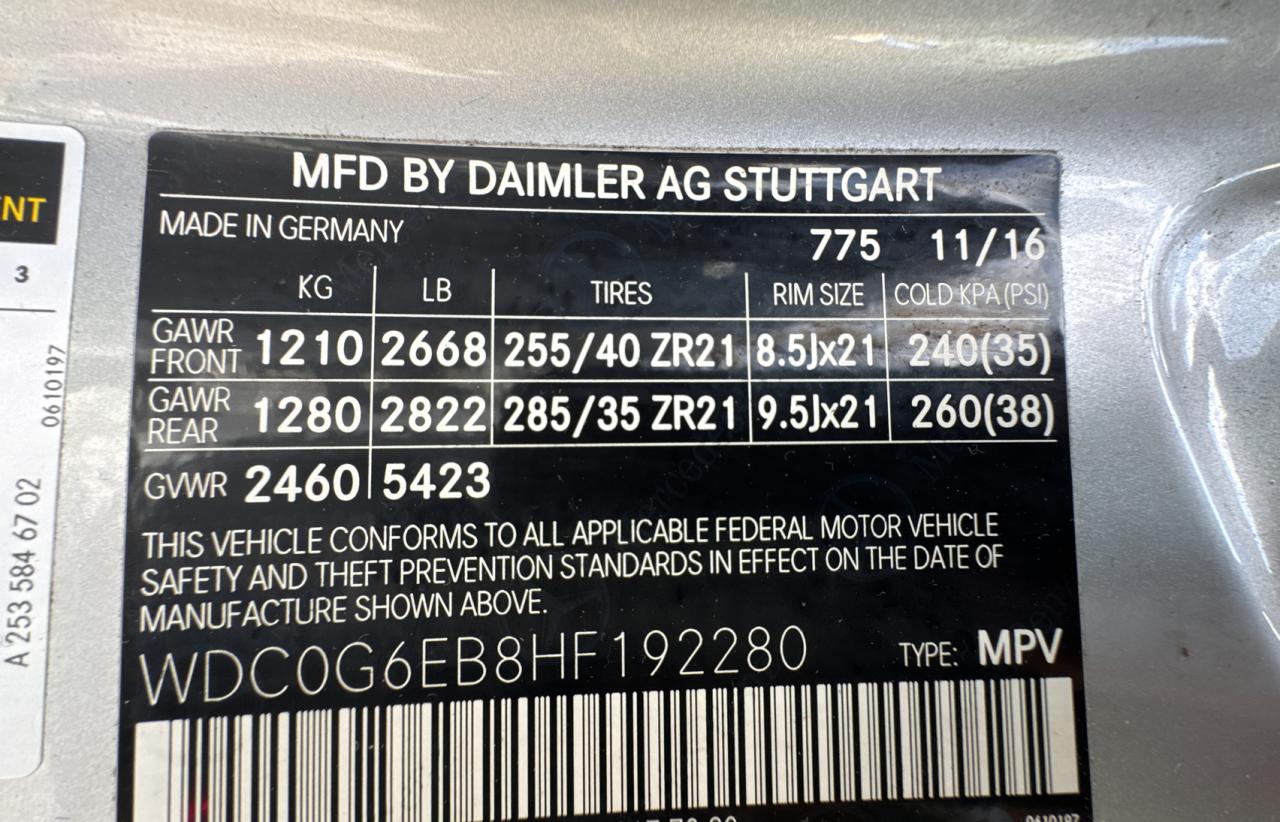 MFD BY DAIMLER AG STUTTGART
MADE IN GERMANY
775 11/16
KG LB TIRES RIM SIZE COLD KPA(PSI)
GAWR FRONT 1210 2668 255/40 ZR21 8.5Jx21 240(35)
GAWR REAR 1280 2822 285/35 ZR21 9.5Jx21 260(38)
GVWR 2460 5423
THIS VEHICLE CONFORMS TO ALL APPLICABLE FEDERAL MOTOR VEHICLE
SAFETY AND THEFT PREVENTION STANDARDS IN EFFECT ON THE DATE OF
MANUFACTURE SHOWN ABOVE.
WDC0G6EB8HF192280 TYPE: MPV
3
0610197
A 253 584 67 02